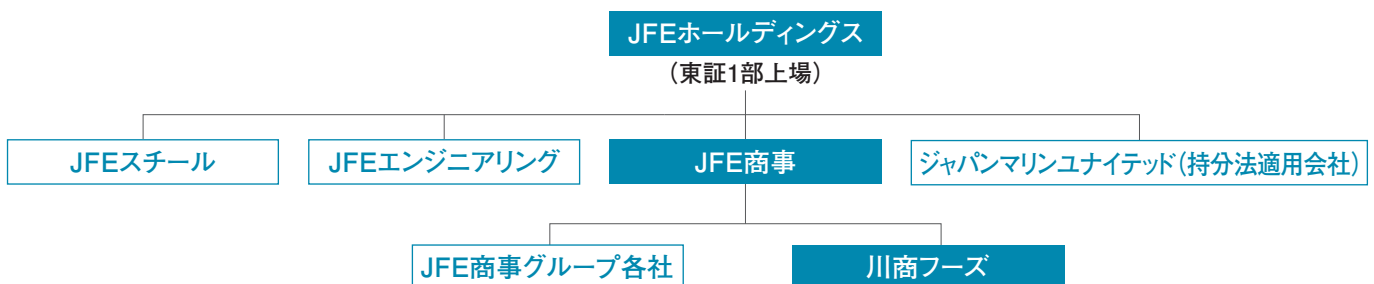 JFEホールディングス
（東証1部上場）
JFEスチール
JFEエンジニアリング
JFE商事
ジャパンマリンユナイテッド（持分法適用会社）
JFE商事グループ各社
川商フーズ